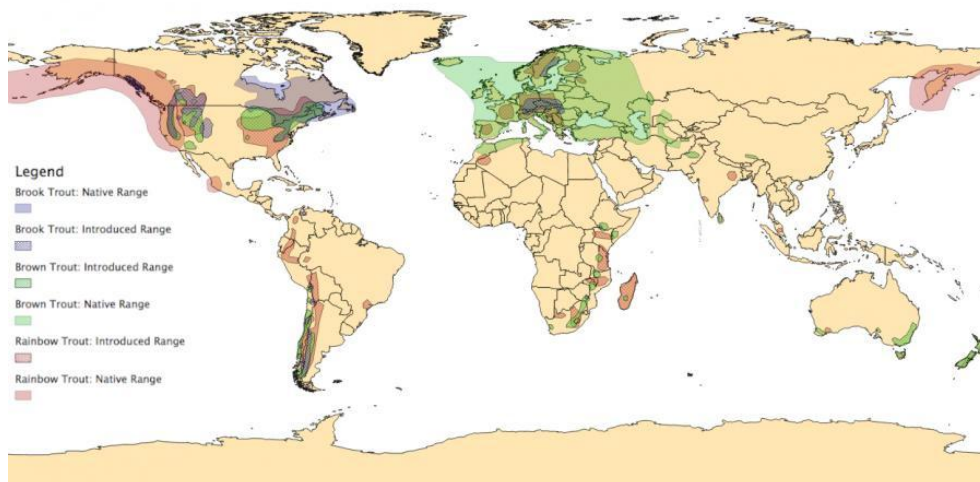 Legend
Brook Trout: Native Range
Brook Trout: Introduced Range
Brown Trout: Introduced Range
Brown Trout: Native Range
Rainbow Trout: Introduced Range
Rainbow Trout: Native Range